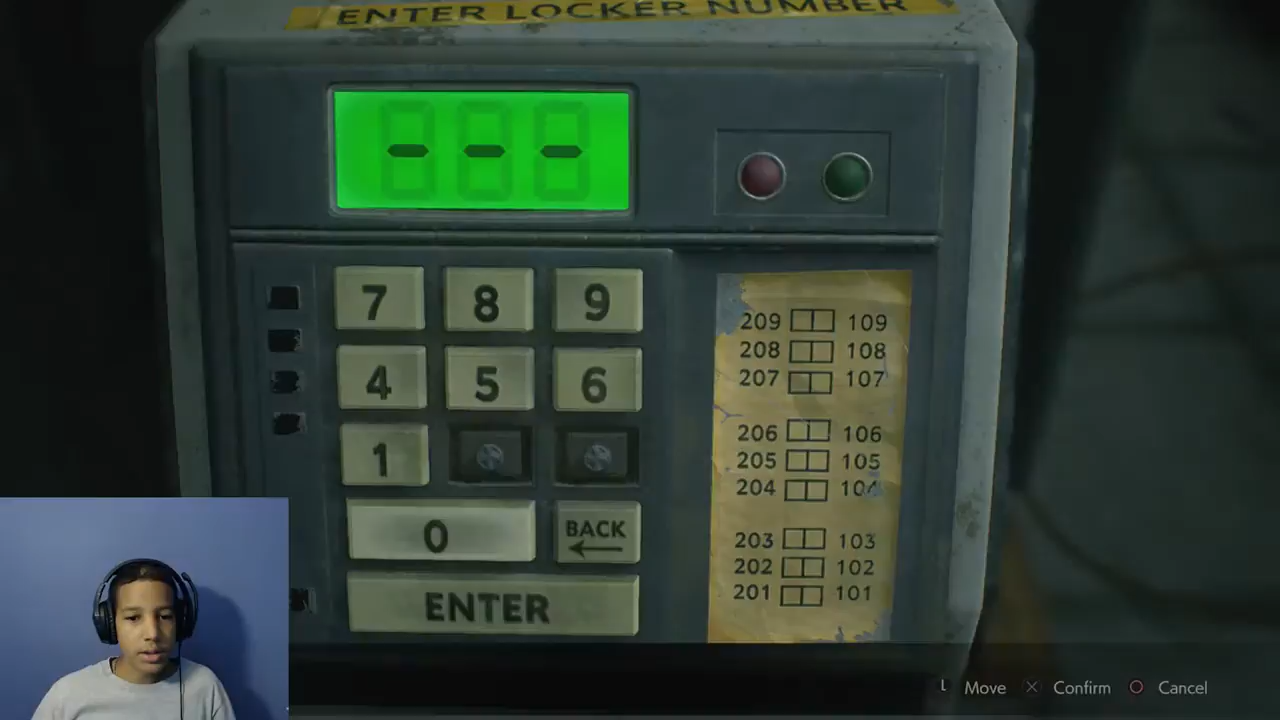 ENTER LOCKER NUMBER
7 8 9
4 5 6
1
0 BACK
ENTER
209 109
208 108
207 107
206 106
205 105
204 104
203 103
202 102
201 101
L Move X Confirm O Cancel